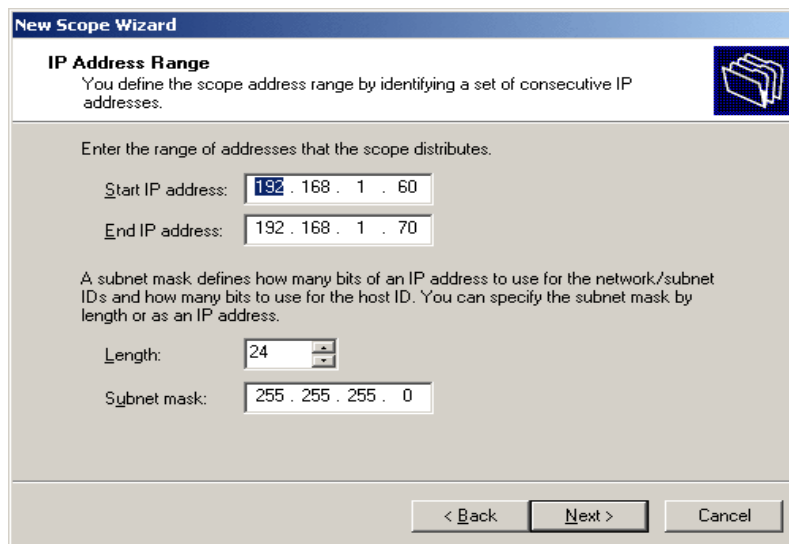 New Scope Wizard
IP Address Range
You define the scope address range by identifying a set of consecutive IP
addresses.
Enter the range of addresses that the scope distributes.
Start IP address: 192 . 168 . 1 . 60
End IP address: 192 . 168 . 1 . 70
A subnet mask defines how many bits of an IP address to use for the network/subnet
IDs and how many bits to use for the host ID. You can specify the subnet mask by
length or as an IP address.
Length: 24
Subnet mask: 255 . 255 . 255 . 0
< Back Next > Cancel